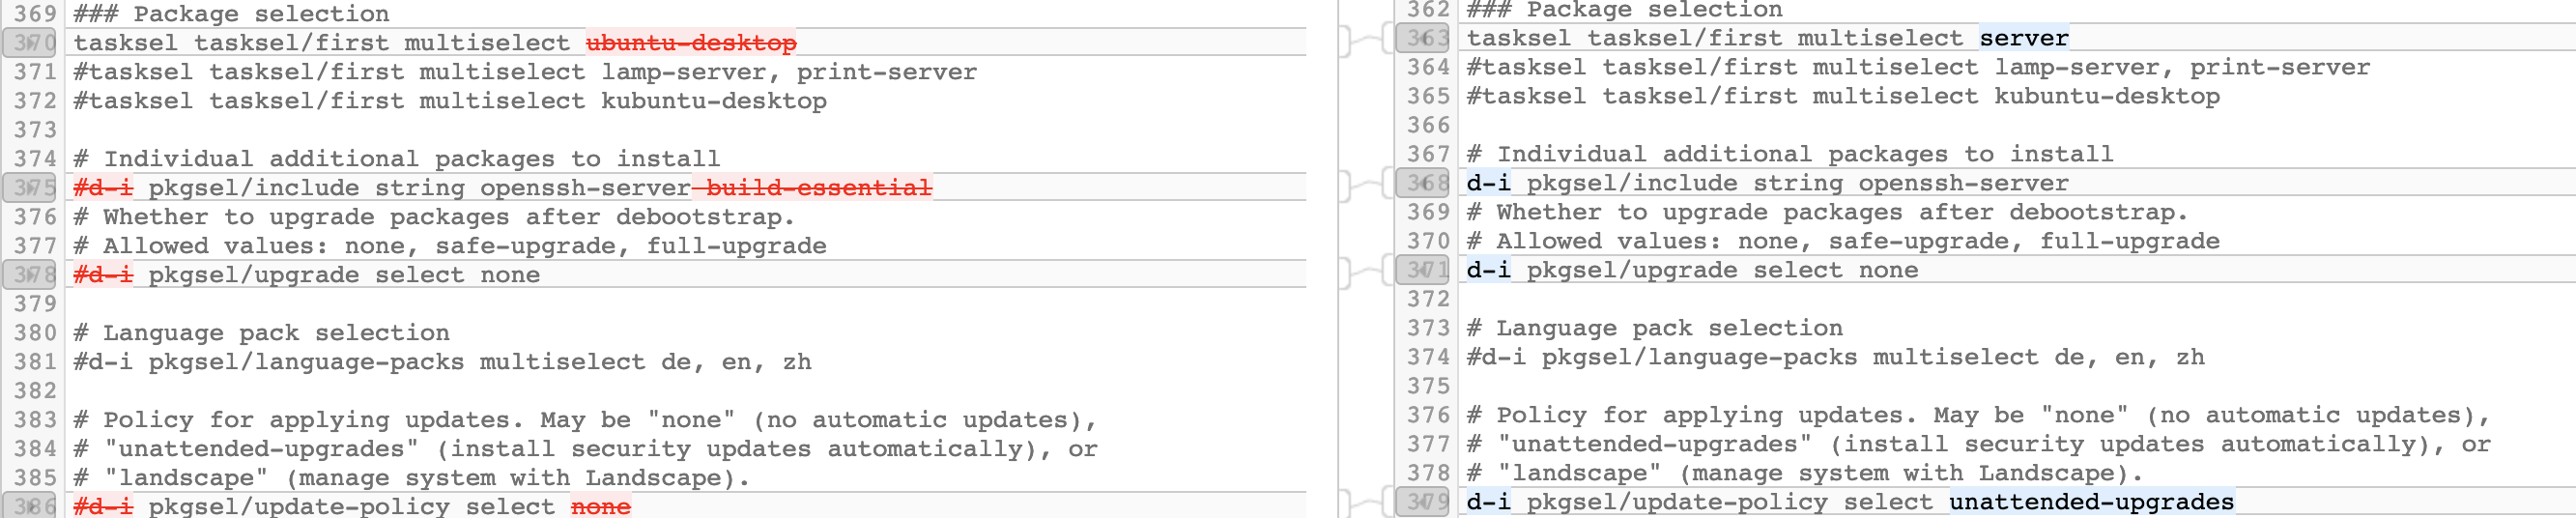 369 ### Package selection
370 tasksel tasksel/first multiselect ubuntu-desktop
371 #tasksel tasksel/first multiselect lamp-server, print-server
372 #tasksel tasksel/first multiselect kubuntu-desktop
373
374 # Individual additional packages to install
375 #d-i pkgsel/include string openssh-server build-essential
376 # Whether to upgrade packages after debootstrap.
377 # Allowed values: none, safe-upgrade, full-upgrade
378 #d-i pkgsel/upgrade select none
379
380 # Language pack selection
381 #d-i pkgsel/language-packs multiselect de, en, zh
382
383 # Policy for applying updates. May be "none" (no automatic updates),
384 # "unattended-upgrades" (install security updates automatically), or
385 # "landscape" (manage system with Landscape).
386 #d-i pkgsel/update-policy select none
362 ### Package selection
363 tasksel tasksel/first multiselect server
364 #tasksel tasksel/first multiselect lamp-server, print-server
365 #tasksel tasksel/first multiselect kubuntu-desktop
366
367 # Individual additional packages to install
368 d-i pkgsel/include string openssh-server
369 # Whether to upgrade packages after debootstrap.
370 # Allowed values: none, safe-upgrade, full-upgrade
371 d-i pkgsel/upgrade select none
372
373 # Language pack selection
374 #d-i pkgsel/language-packs multiselect de, en, zh
375
376 # Policy for applying updates. May be "none" (no automatic updates),
377 # "unattended-upgrades" (install security updates automatically), or
378 # "landscape" (manage system with Landscape).
379 d-i pkgsel/update-policy select unattended-upgrades